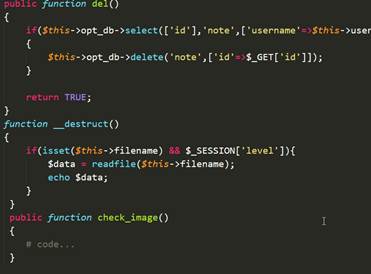 public function del()
{
if($this->opt_db->select(['id'],'note',['username'=>$this->user
{
$this->opt_db->delete('note',['id'=>$_GET['id']]);
}
return TRUE;
}
function __destruct()
{
if(isset($this->filename) && $_SESSION['level']){
$data = readfile($this->filename);
echo $data;
}
}
public function check_image()
{
# code...
}